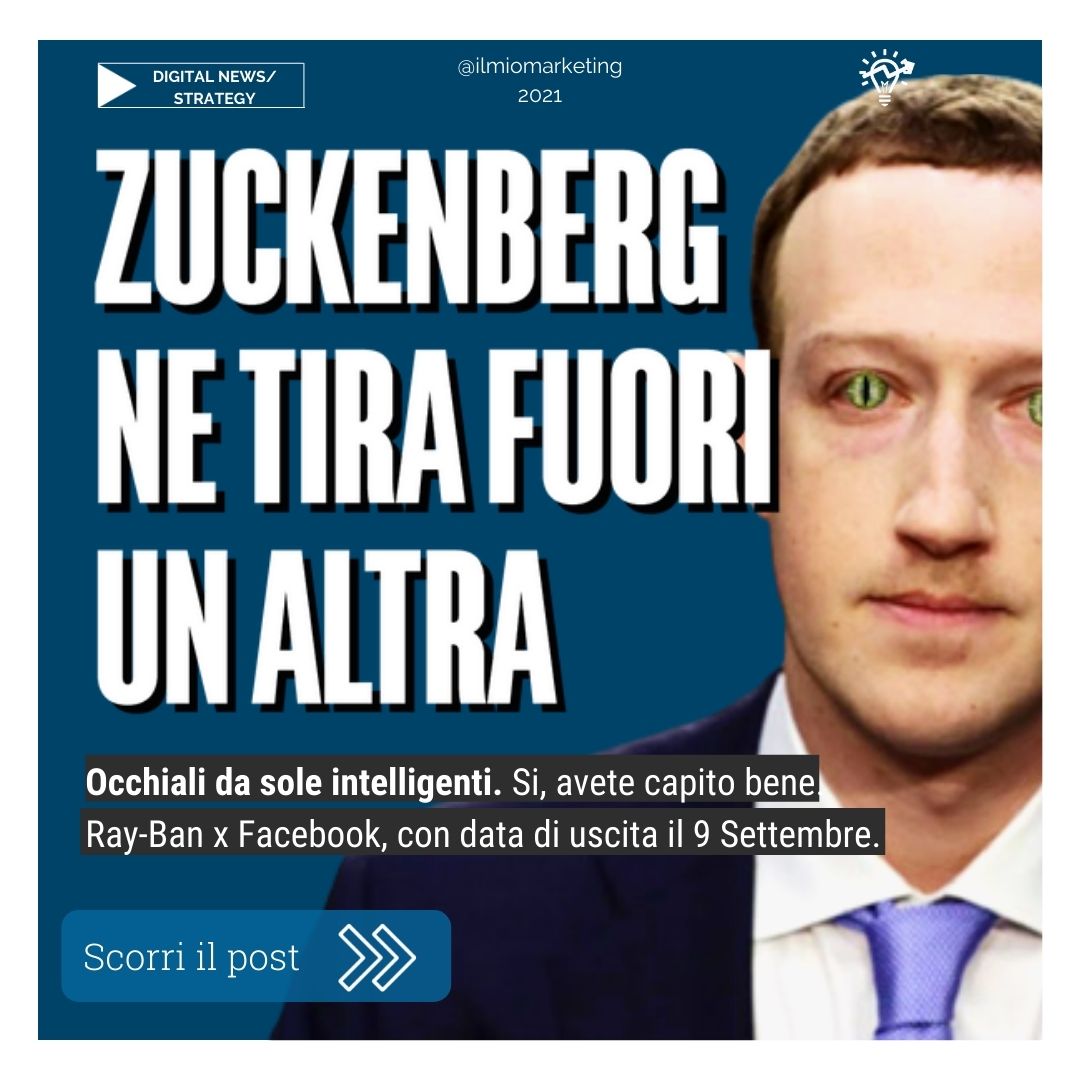 DIGITAL NEWS/
STRATEGY
@ilmiomarketing
2021
ZUCKENBERG
NE TIRA FUORI
UN ALTRA
Occhiali da sole intelligenti. Si, avete capito bene.
Ray-Ban x Facebook, con data di uscita il 9 Settembre.
Scorri il post